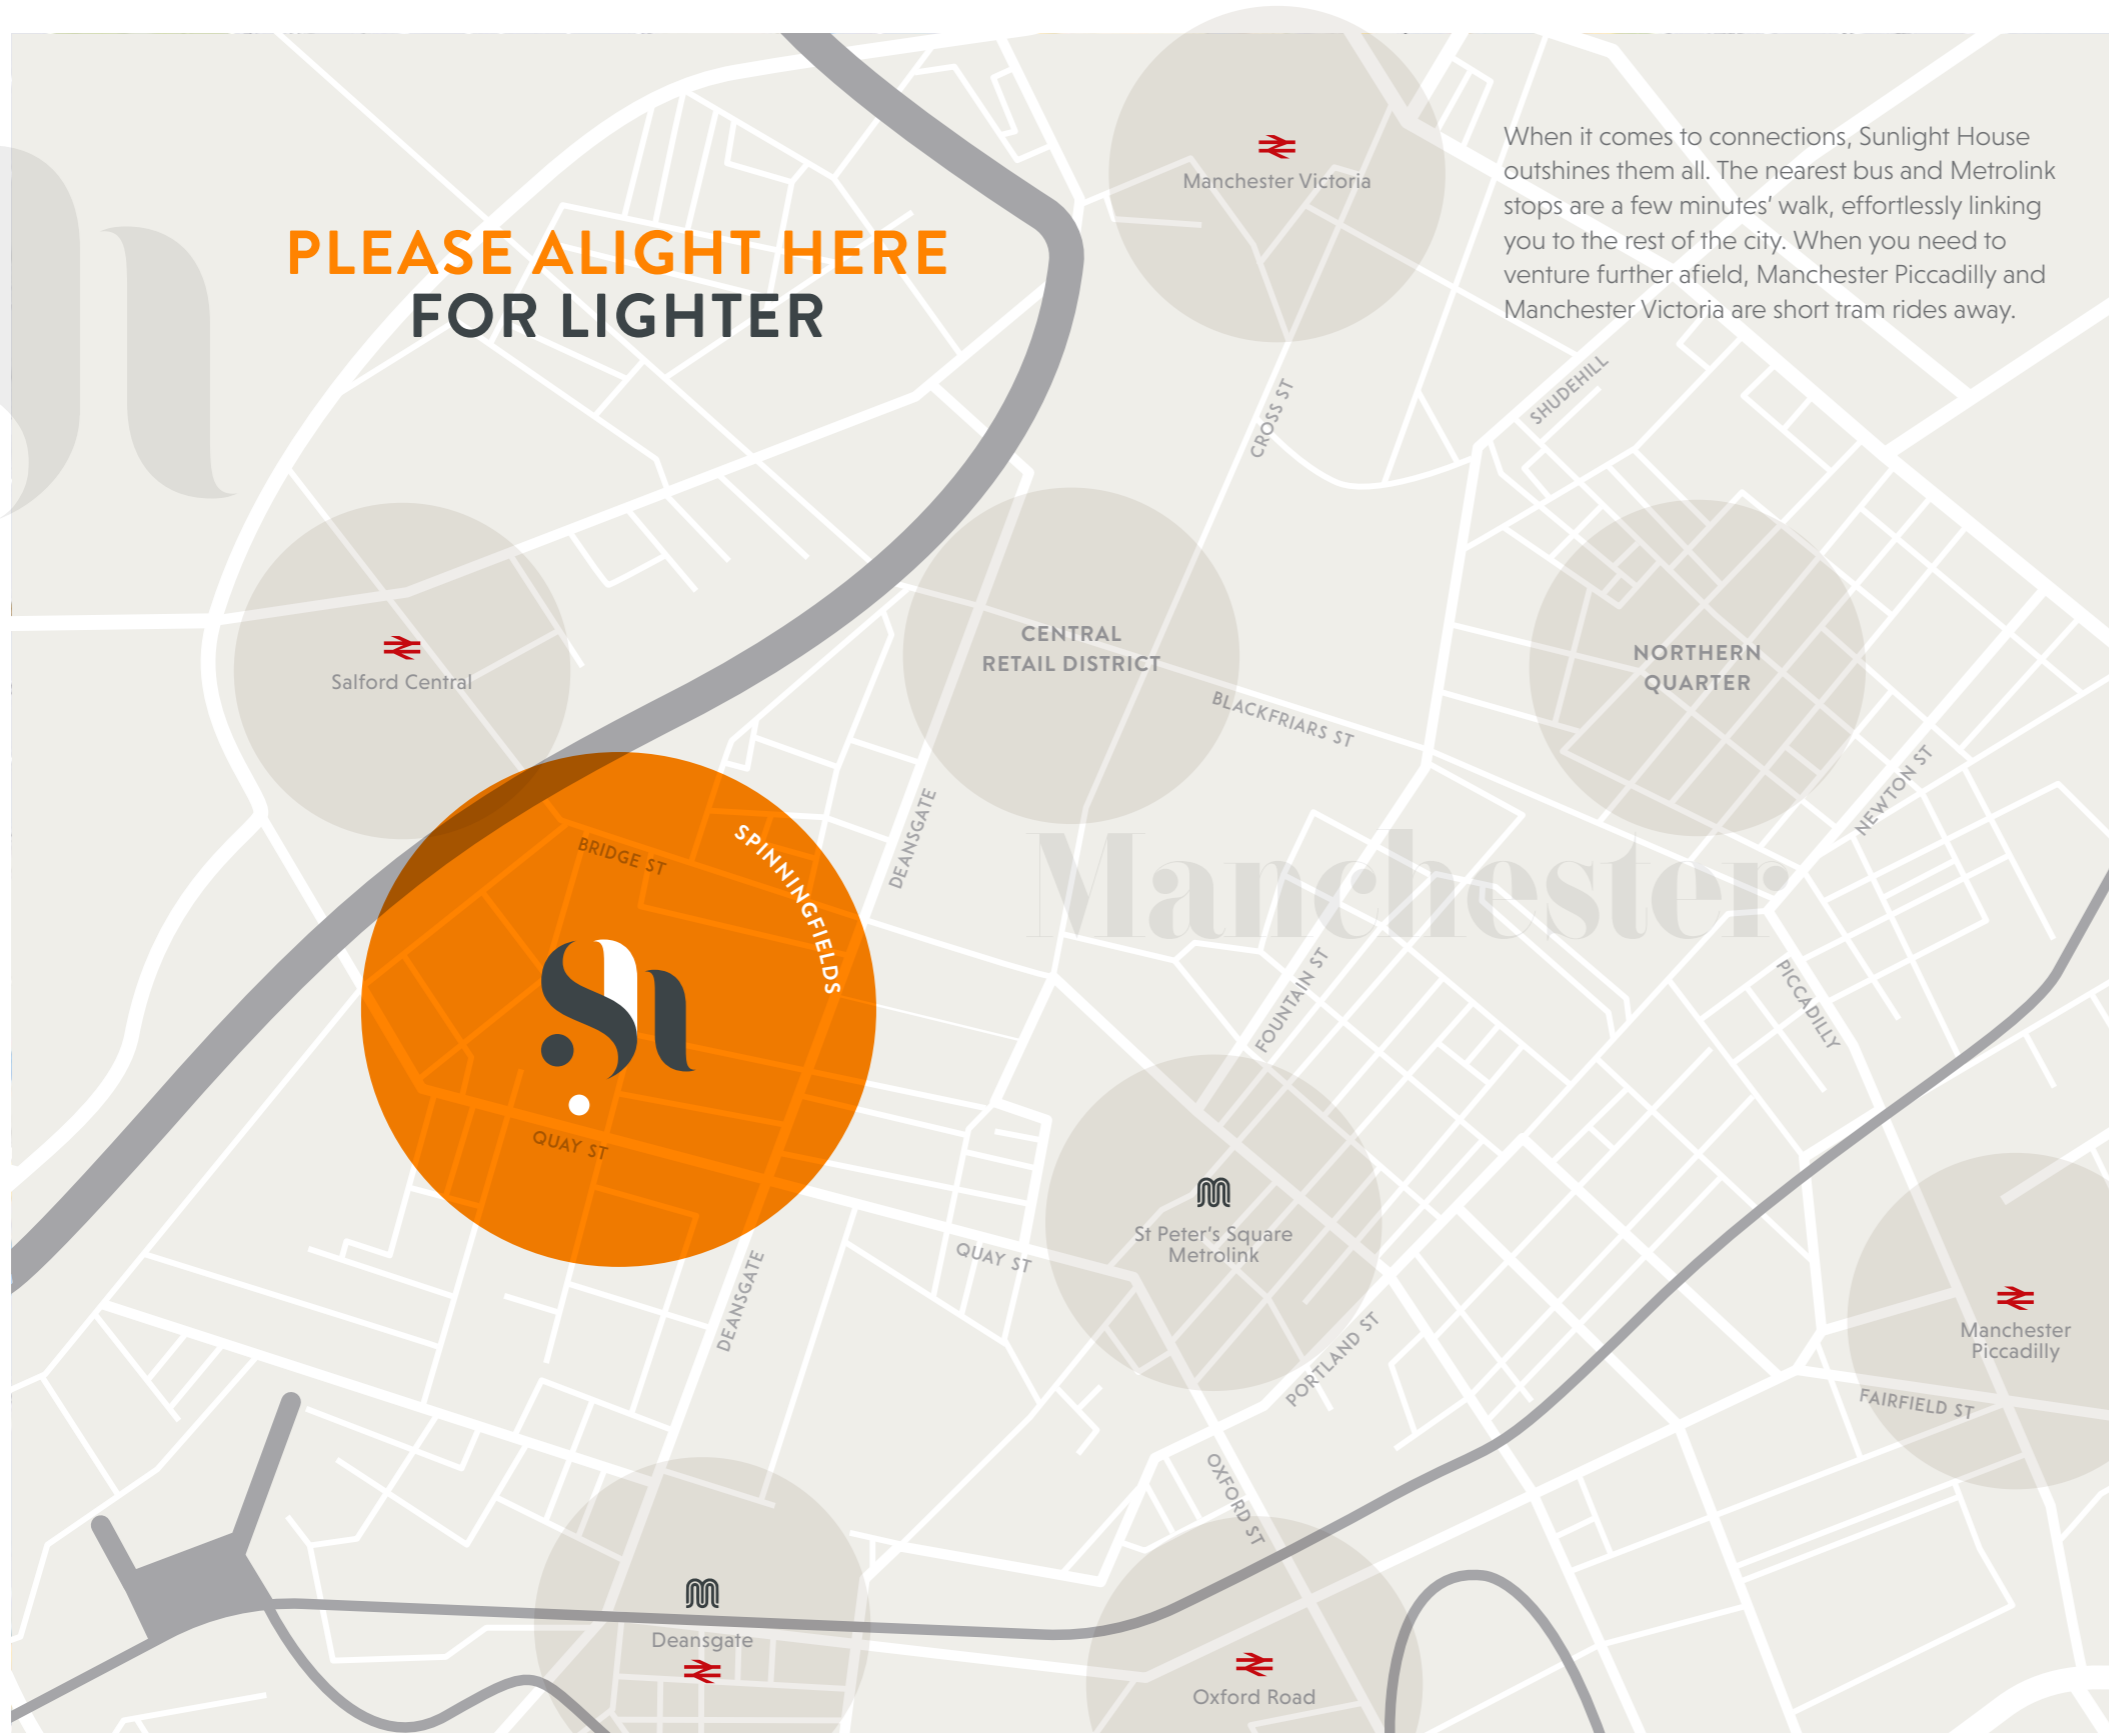 PLEASE ALIGHT HERE
FOR LIGHTER
When it comes to connections, Sunlight House
outshines them all. The nearest bus and Metrolink
stops are a few minutes’ walk, effortlessly linking
you to the rest of the city. When you need to
venture further afield, Manchester Piccadilly and
Manchester Victoria are short tram rides away.
Manchester Victoria
CROSS ST
SHUDEHILL
Salford Central
CENTRAL
RETAIL DISTRICT
NORTHERN
QUARTER
BLACKFRIARS ST
NEWTON ST
DEANSGATE
BRIDGE ST
SPINNINGFIELDS
Manchester
FOUNTAIN ST
PICCADILLY
sh
QUAY ST
St Peter’s Square
Metrolink
QUAY ST
DEANSGATE
PORTLAND ST
Manchester
Piccadilly
FAIRFIELD ST
OXFORD ST
Deansgate
Oxford Road